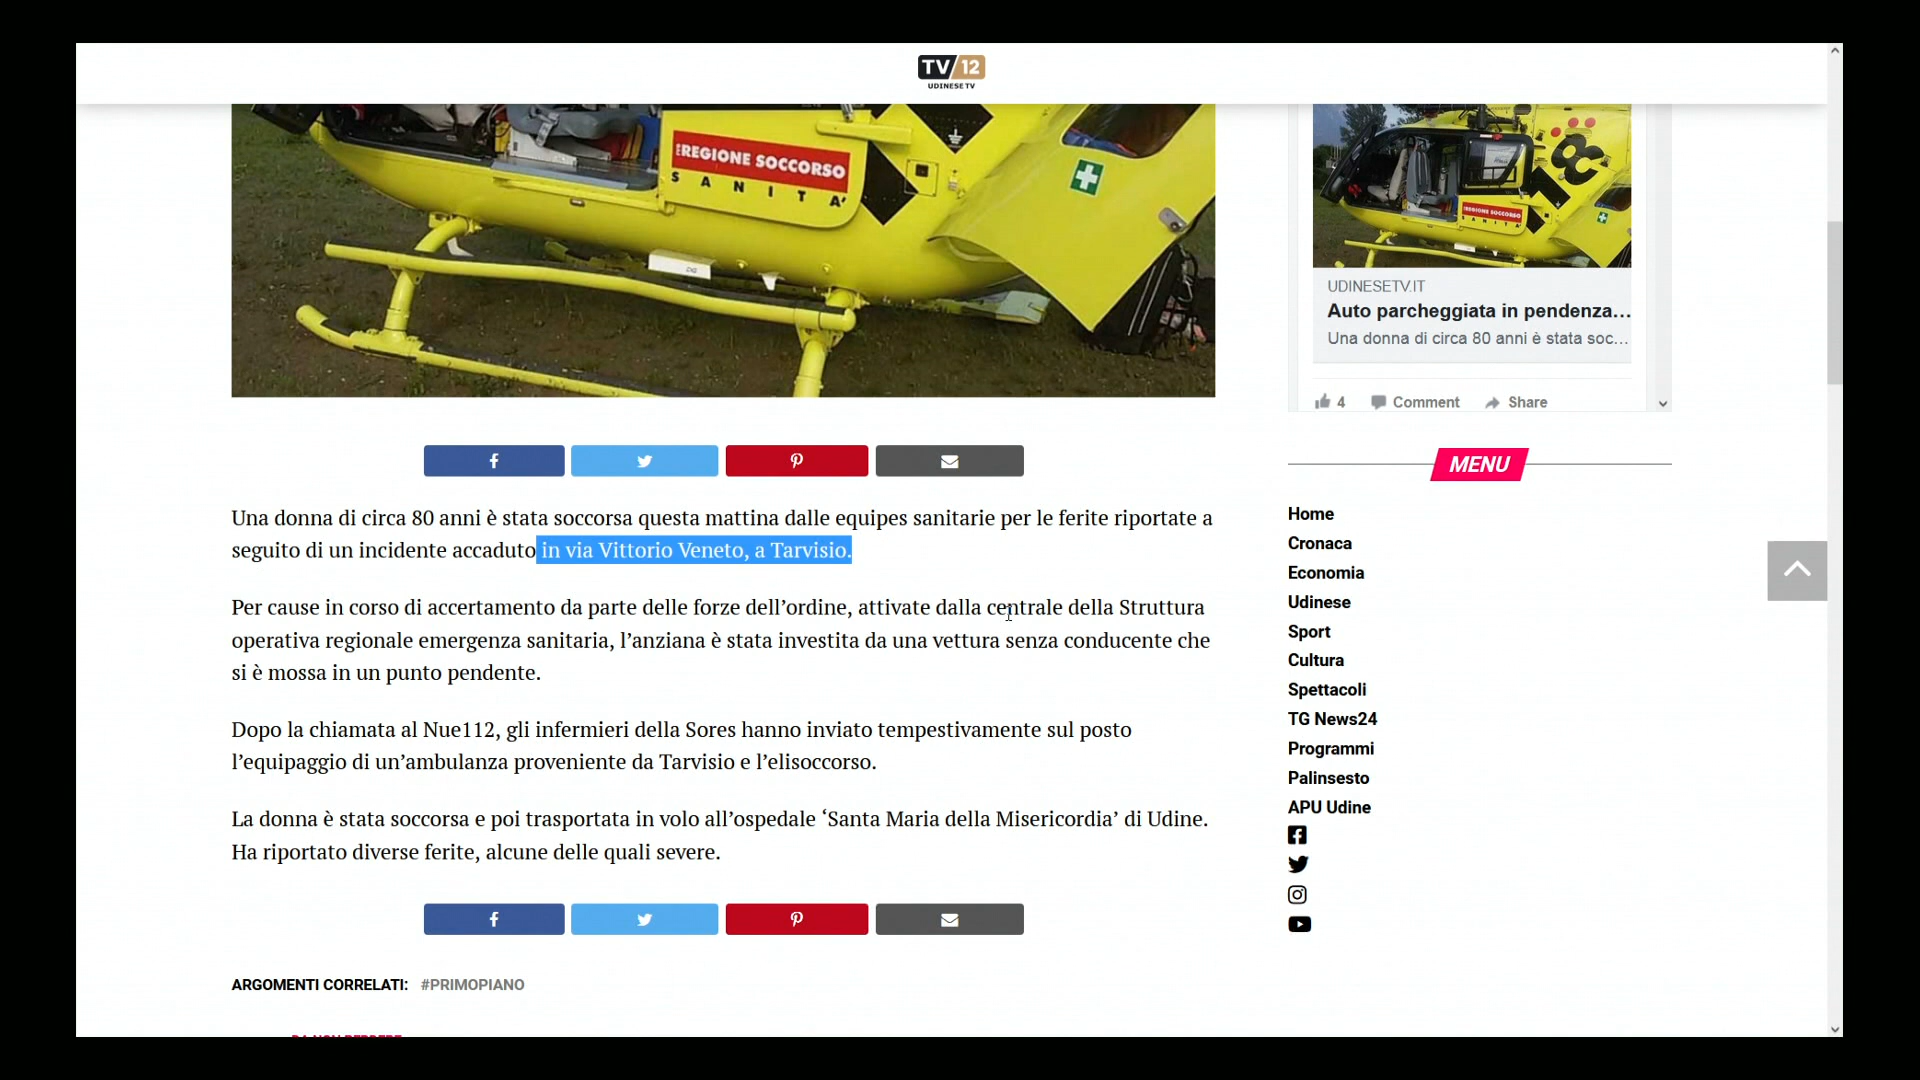 TV/12
UDINESE TV
REGIONE SOCCORSO
SANITA'
118
REGIONE SOCCORSO
SANITA'
UDINESETV.IT
Auto parcheggiata in pendenza...
Una donna di circa 80 anni è stata soc...
4 Comment Share
MENU
Una donna di circa 80 anni è stata soccorsa questa mattina dalle equipes sanitarie per le ferite riportate a
seguito di un incidente accaduto in via Vittorio Veneto, a Tarvisio.
Per cause in corso di accertamento da parte delle forze dell’ordine, attivate dalla centrale della Struttura
operativa regionale emergenza sanitaria, l’anziana è stata investita da una vettura senza conducente che
si è mossa in un punto pendente.
Dopo la chiamata al Nue112, gli infermieri della Sores hanno inviato tempestivamente sul posto
l’equipaggio di un’ambulanza proveniente da Tarvisio e l’elisoccorso.
La donna è stata soccorsa e poi trasportata in volo all’ospedale ‘Santa Maria della Misericordia’ di Udine.
Ha riportato diverse ferite, alcune delle quali severe.
Home
Cronaca
Economia
Udinese
Sport
Cultura
Spettacoli
TG News24
Programmi
Palinsesto
APU Udine
ARGOMENTI CORRELATI: #PRIMOPIANO